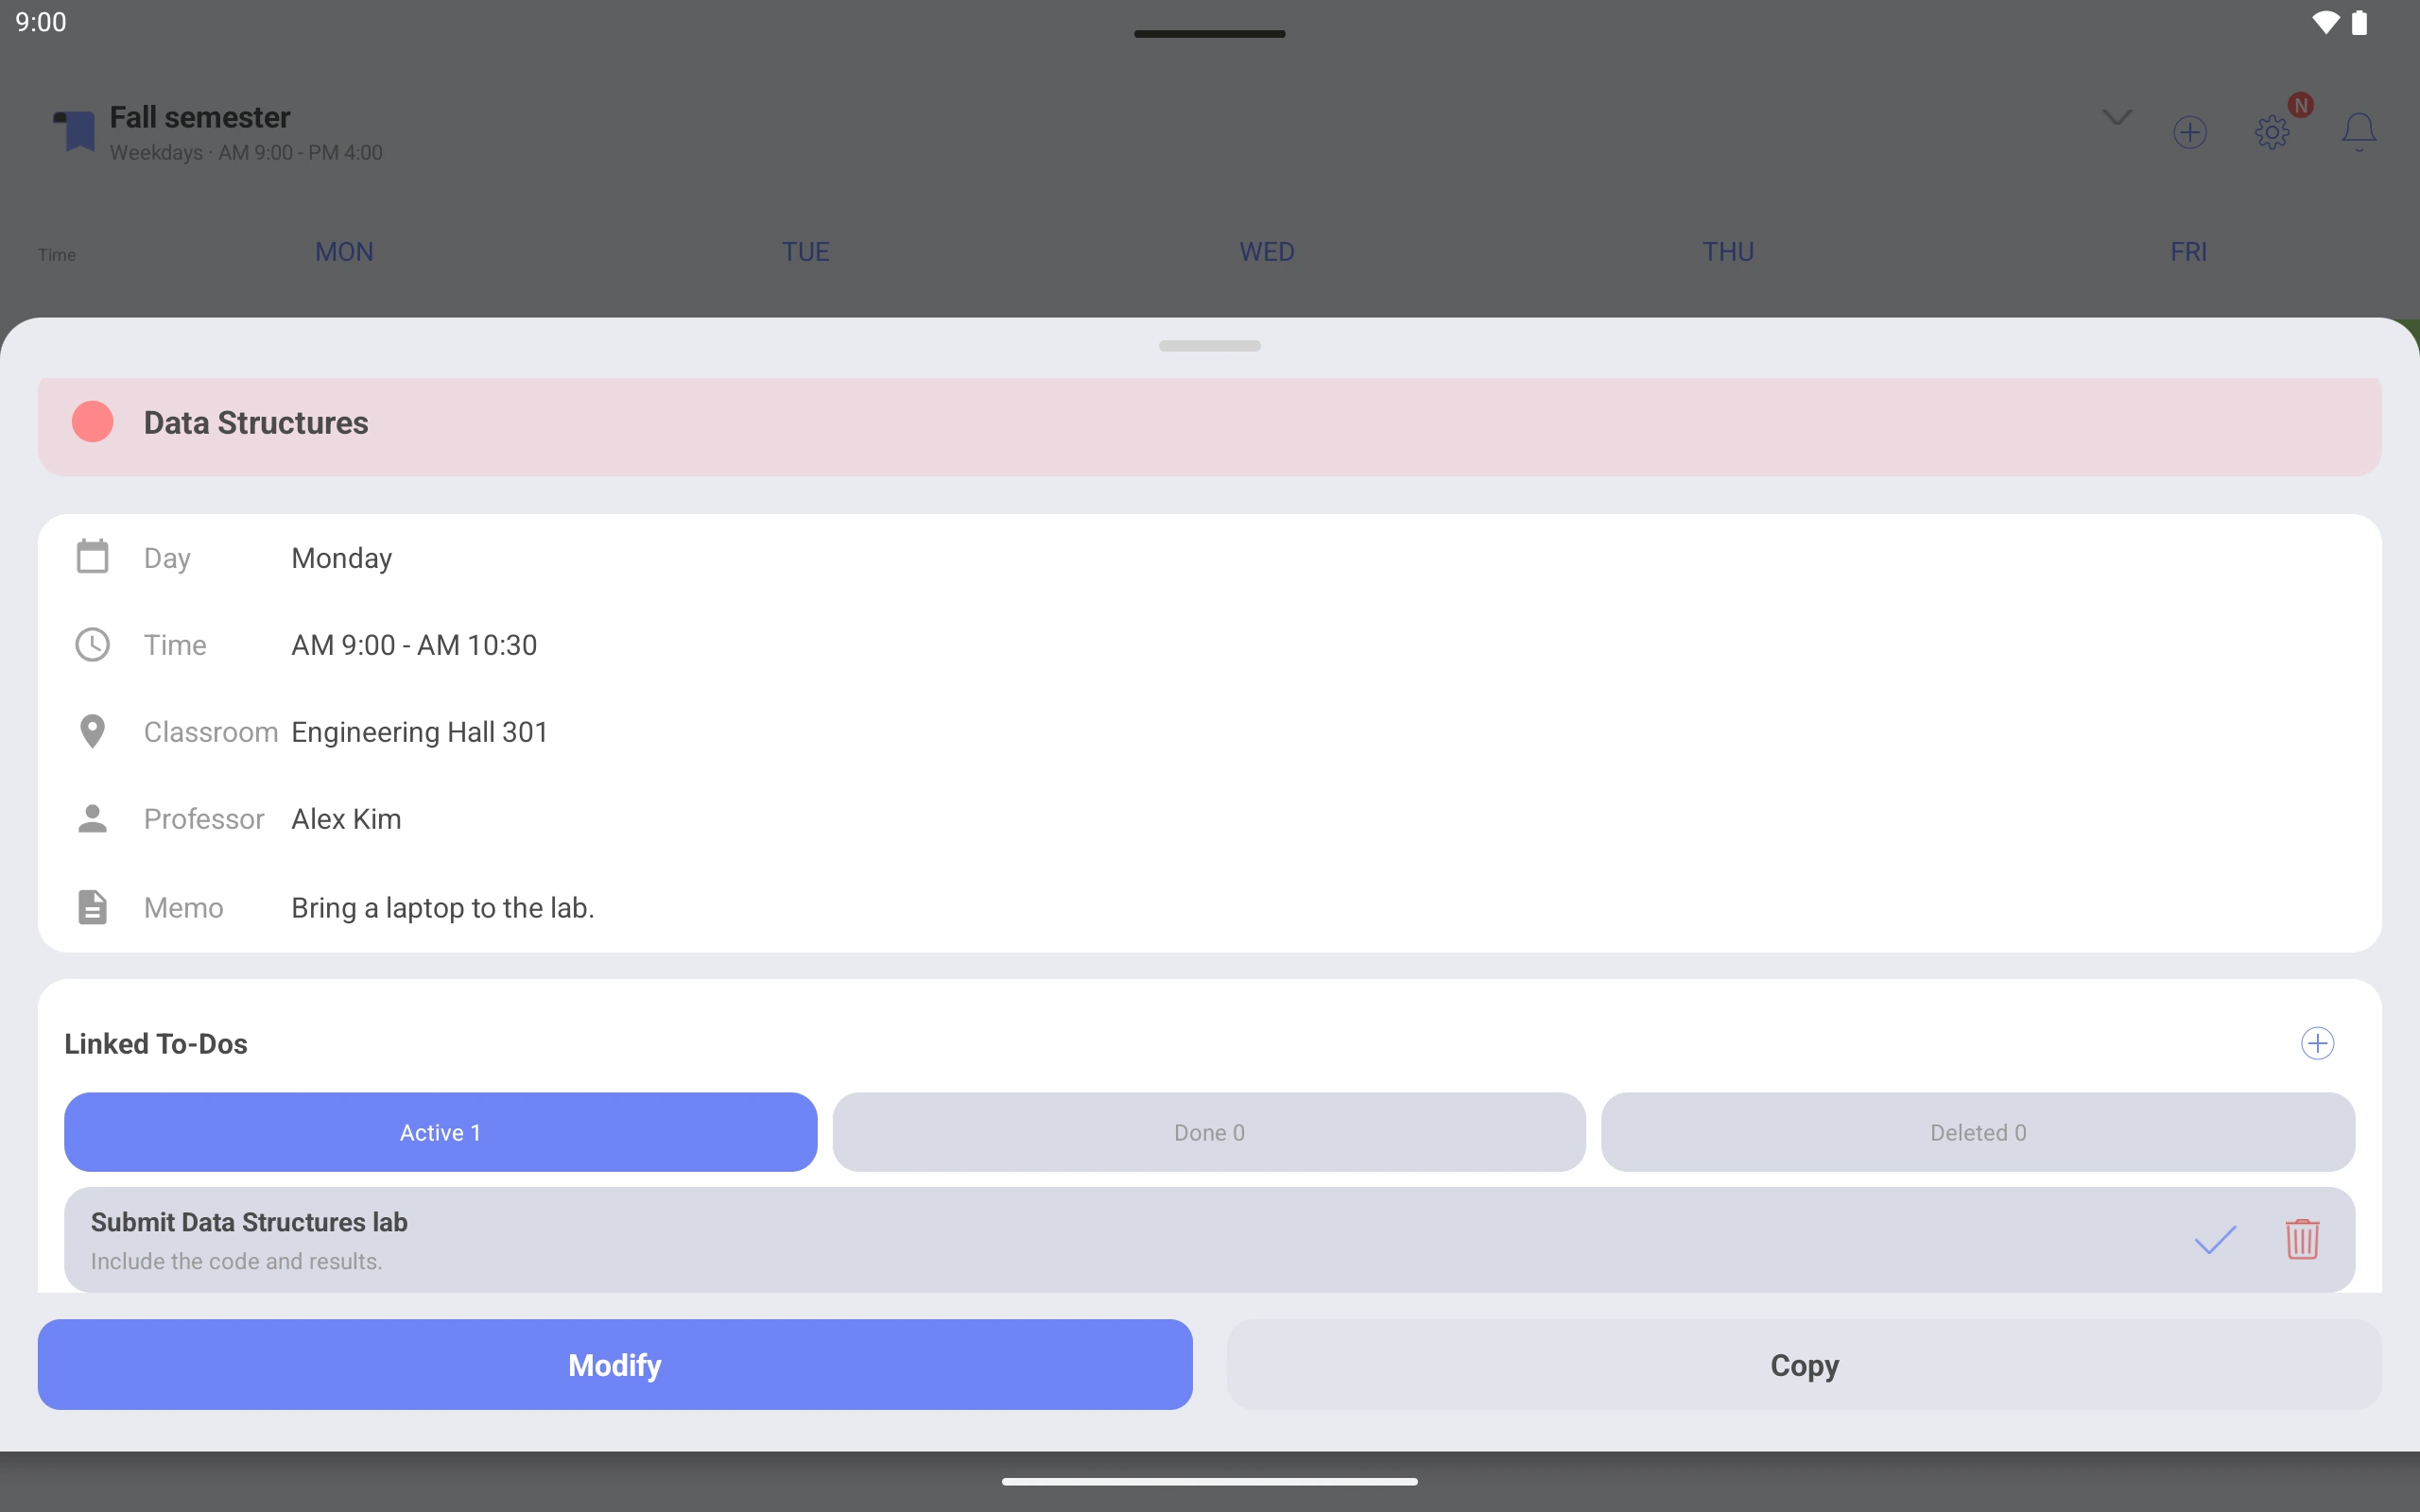 9:00
Fall semester
N
Weekdays · AM 9:00 - PM 4:00
Time MON TUE WED THU FRI
Data Structures
Day Monday
Time AM 9:00 - AM 10:30
Classroom Engineering Hall 301
Professor Alex Kim
Memo Bring a laptop to the lab.
Linked To-Dos
Active 1 Done 0 Deleted 0
Submit Data Structures lab
Include the code and results.
Modify Copy